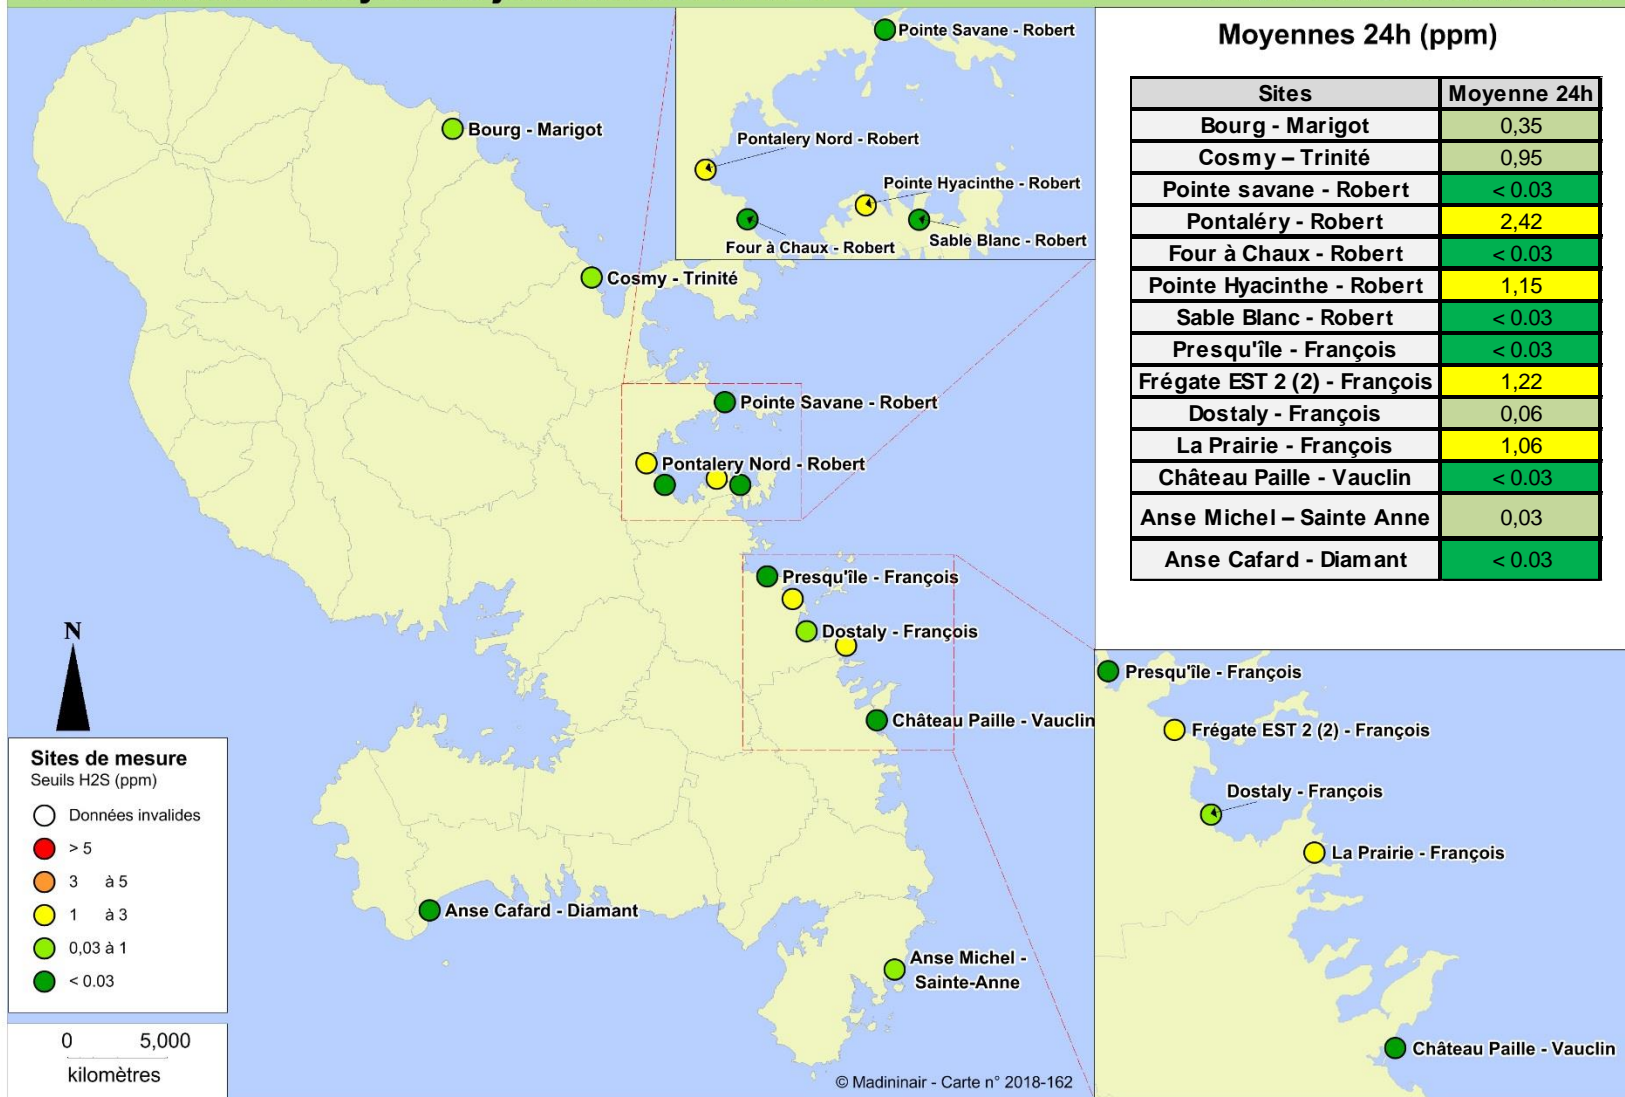 Pointe Savane - Robert
Pontalery Nord - Robert
Pointe Hyacinthe - Robert
Four à Chaux - Robert
Sable Blanc - Robert
Bourg - Marigot
Cosmy - Trinité
Pointe Savane - Robert
Pontalery Nord - Robert
Presqu'île - François
Dostaly - François
Château Paille - Vauclin
Anse Cafard - Diamant
Anse Michel -
Sainte-Anne
N
Sites de mesure
Seuils H2S (ppm)
Données invalides
> 5
3 à 5
1 à 3
0,03 à 1
< 0.03
0 5,000
kilomètres
© Madininair - Carte n° 2018-162
Moyennes 24h (ppm)
Sites Moyenne 24h
Bourg - Marigot 0,35
Cosmy – Trinité 0,95
Pointe savane - Robert < 0.03
Pontaléry - Robert 2,42
Four à Chaux - Robert < 0.03
Pointe Hyacinthe - Robert 1,15
Sable Blanc - Robert < 0.03
Presqu'île - François < 0.03
Frégate EST 2 (2) - François 1,22
Dostaly - François 0,06
La Prairie - François 1,06
Château Paille - Vauclin < 0.03
Anse Michel – Sainte Anne 0,03
Anse Cafard - Diamant < 0.03
Presqu'île - François
Frégate EST 2 (2) - François
Dostaly - François
La Prairie - François
Château Paille - Vauclin